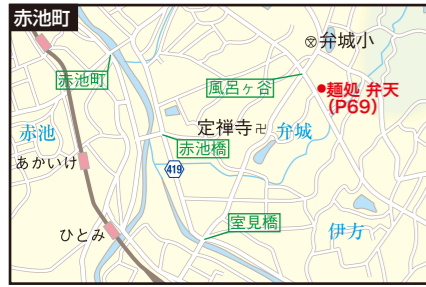 赤池町
弁城小
赤池町
風呂ヶ谷
麺処 弁天
(P69)
赤池
定禅寺
弁城
赤池橋
あかいけ
419
室見橋
ひとみ
伊方